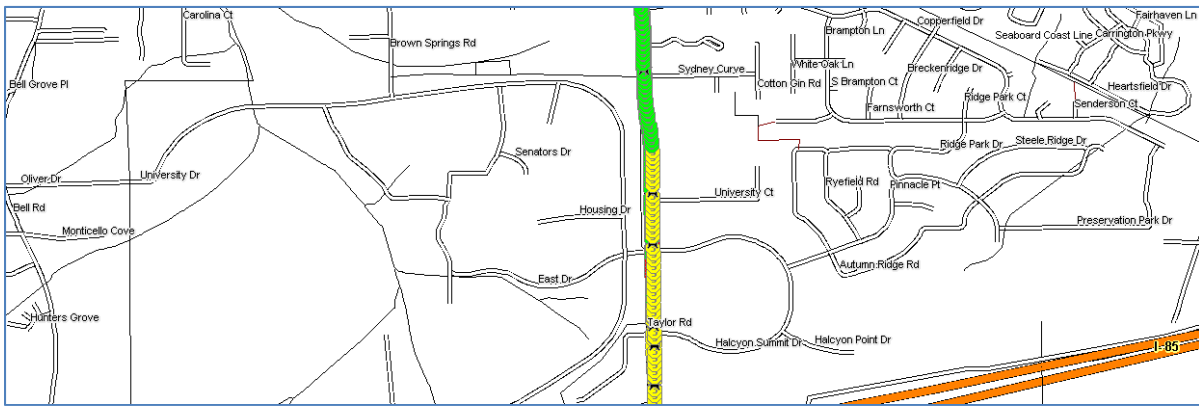 Carolina Ct
Brown Springs Rd
Bell Grove Pl
Brampton Ln
Copperfield Dr
Fairhaven Ln
Seaboard Coast Line
Carrington Pkwy
Sydney Curve
White Oak Ln
Breckenridge Dr
Cotton Gin Rd
S Brampton Ct
Heartsfield Dr
Ridge Park Ct
Farnsworth Ct
Senderson Ct
Senators Dr
Ridge Park Dr
Steele Ridge Dr
Oliver Dr
University Dr
Ryefield Rd
Pinnacle Pt
University Ct
Bell Rd
Housing Dr
Monticello Cove
Preservation Park Dr
East Dr
Autumn Ridge Rd
Hunters Grove
Taylor Rd
Halcyon Summit Dr
Halcyon Point Dr
I-85